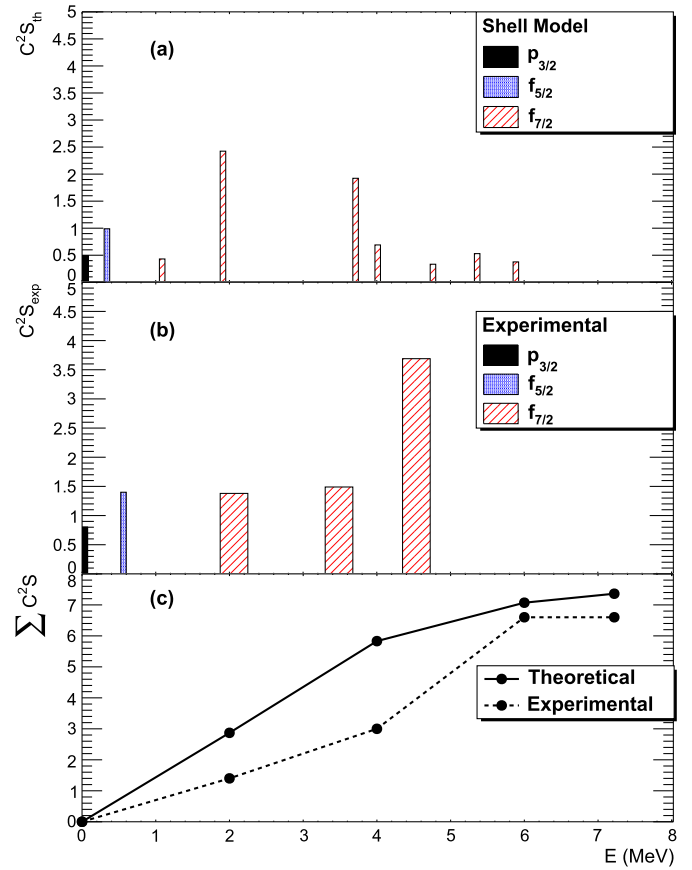 C²S_th
5
4.5
4
3.5
3
2.5
2
1.5
1
0.5
0
(a)
Shell Model
p_3/2
f_5/2
f_7/2
C²S_exp
5
4.5
4
3.5
3
2.5
2
1.5
1
0.5
0
(b)
Experimental
p_3/2
f_5/2
f_7/2
∑ C²S
8
7
6
5
4
3
2
1
0
(c)
Theoretical
Experimental
0 1 2 3 4 5 6 7 8
E (MeV)